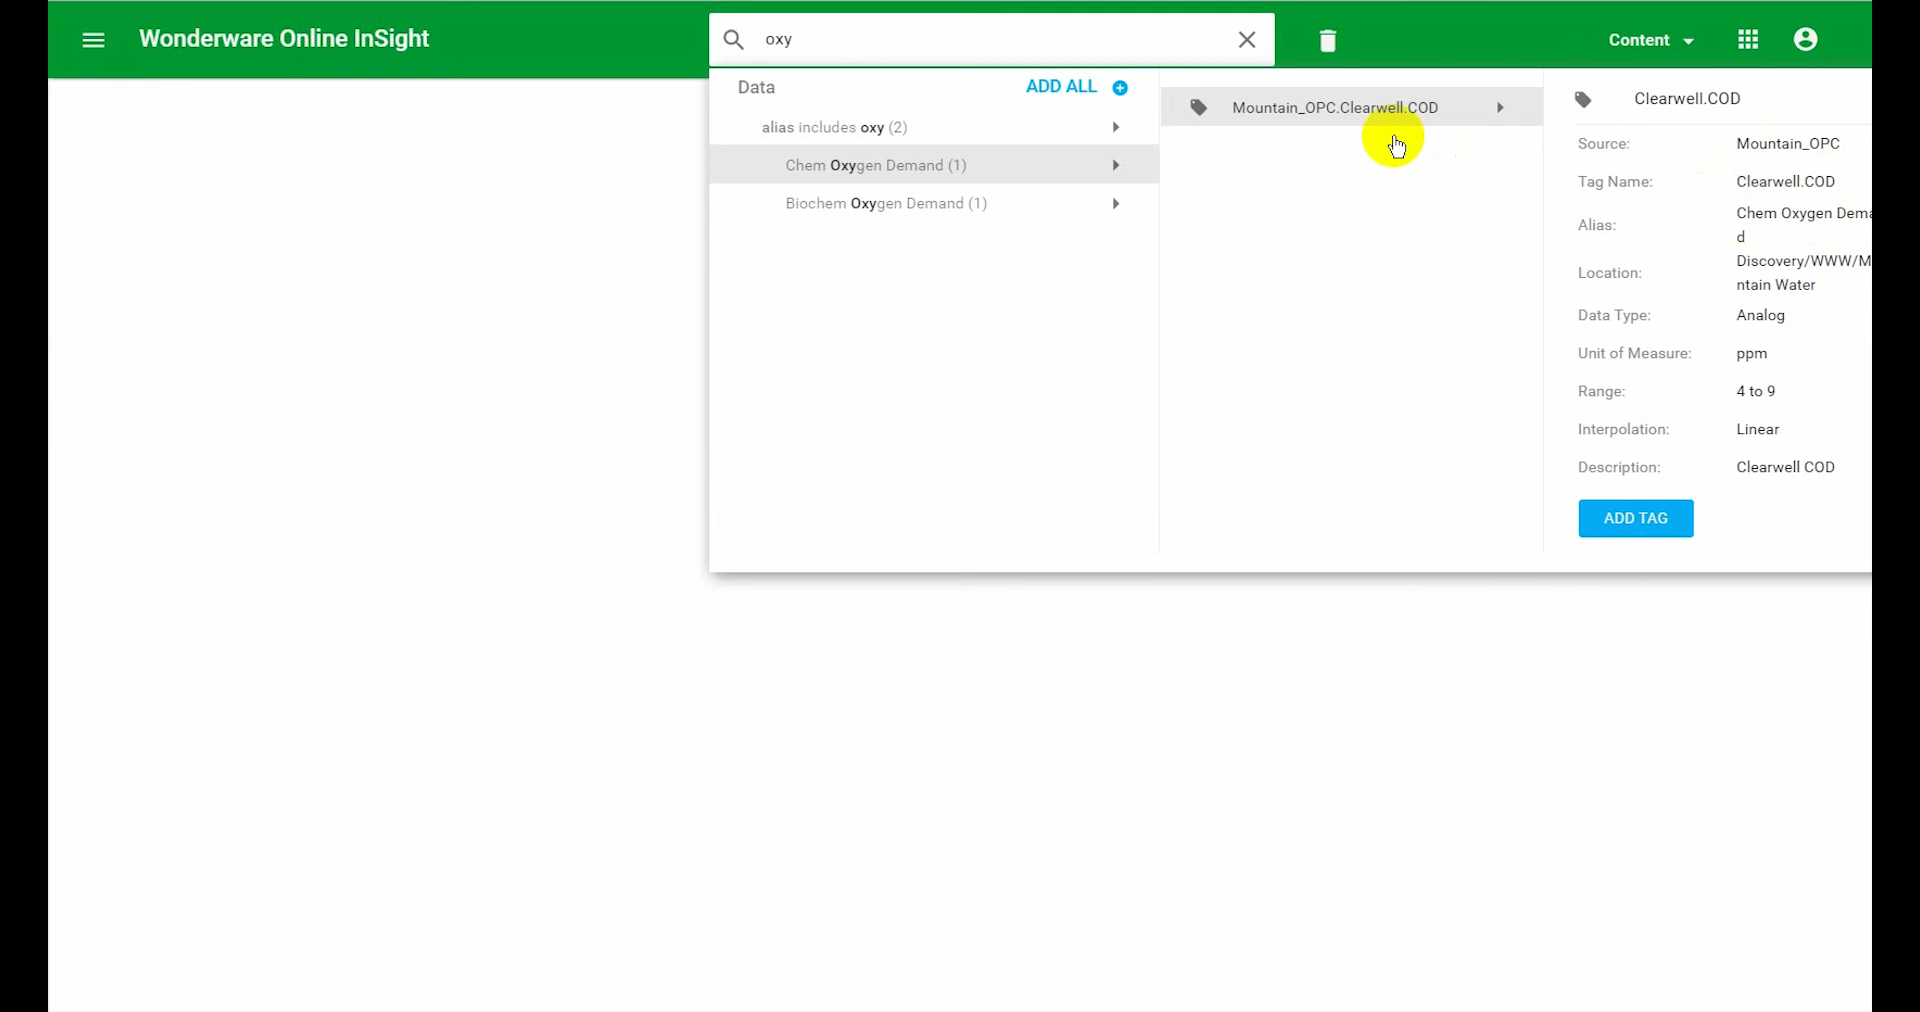 Wonderware Online InSight
oxy
Content
Data
ADD ALL
alias includes oxy (2)
Chem Oxygen Demand (1)
Biochem Oxygen Demand (1)
Mountain_OPC.Clearwell.COD
Clearwell.COD
Source: Mountain_OPC
Tag Name: Clearwell.COD
Alias: Chem Oxygen Dema
d
Location: Discovery/WWW/M
ntain Water
Data Type: Analog
Unit of Measure: ppm
Range: 4 to 9
Interpolation: Linear
Description: Clearwell COD
ADD TAG